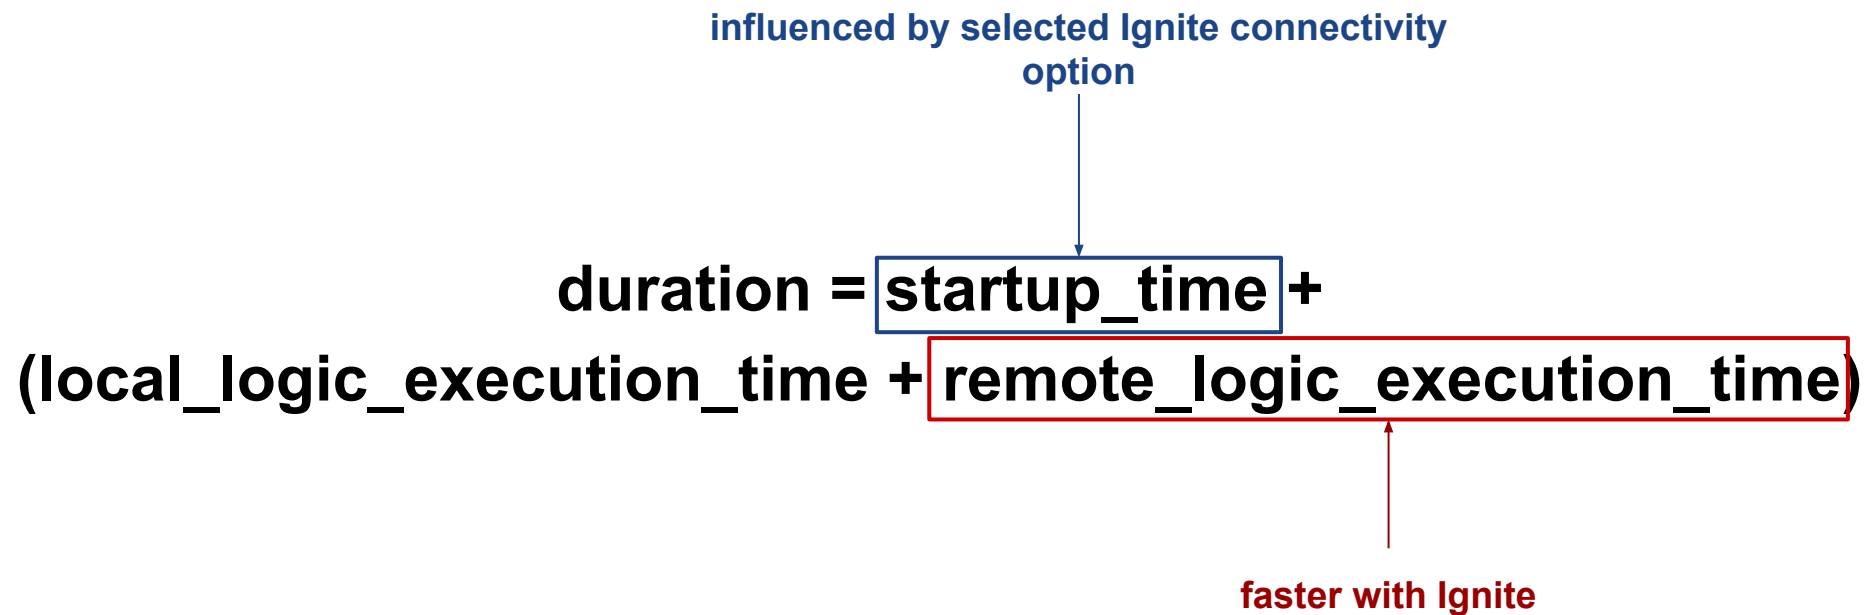 influenced by selected Ignite connectivity
option
duration = startup_time +
(local_logic_execution_time + remote_logic_execution_time)
faster with Ignite